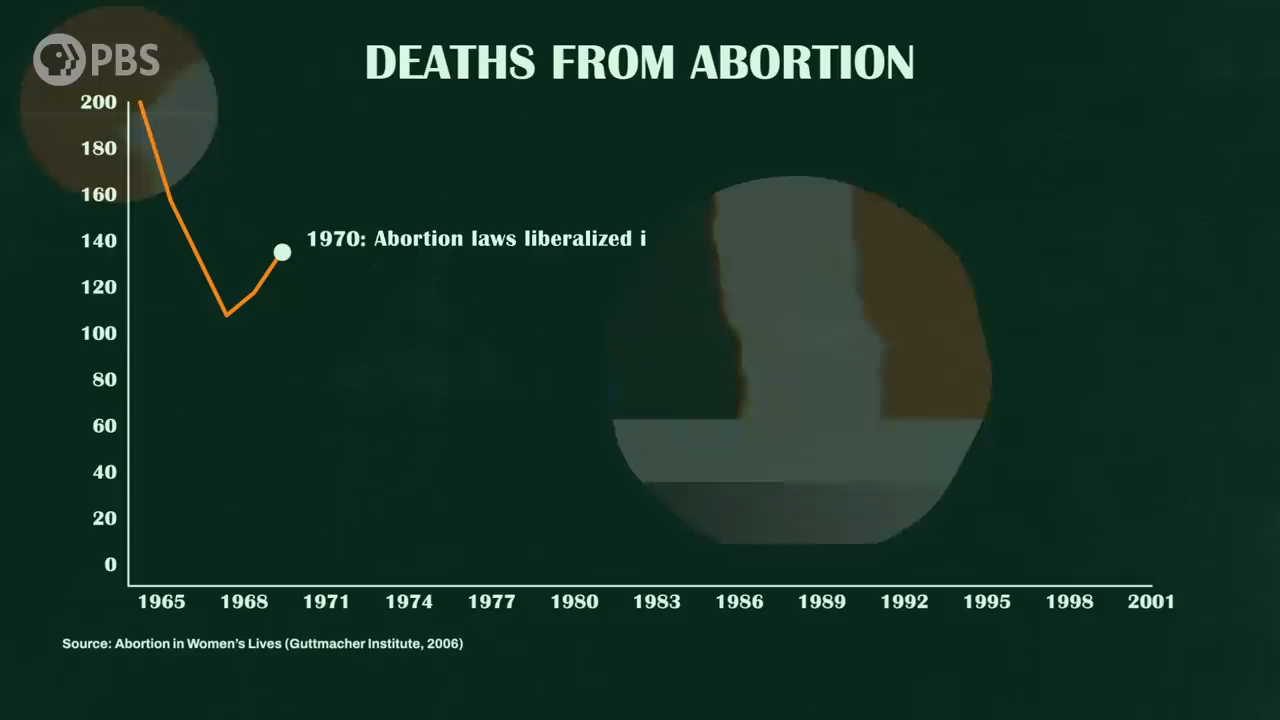 PBS
DEATHS FROM ABORTION
200
180
160
140
120
100
80
60
40
20
0
1970: Abortion laws liberalized i
1965 1968 1971 1974 1977 1980 1983 1986 1989 1992 1995 1998 2001
Source: Abortion in Women's Lives (Guttmacher Institute, 2006)